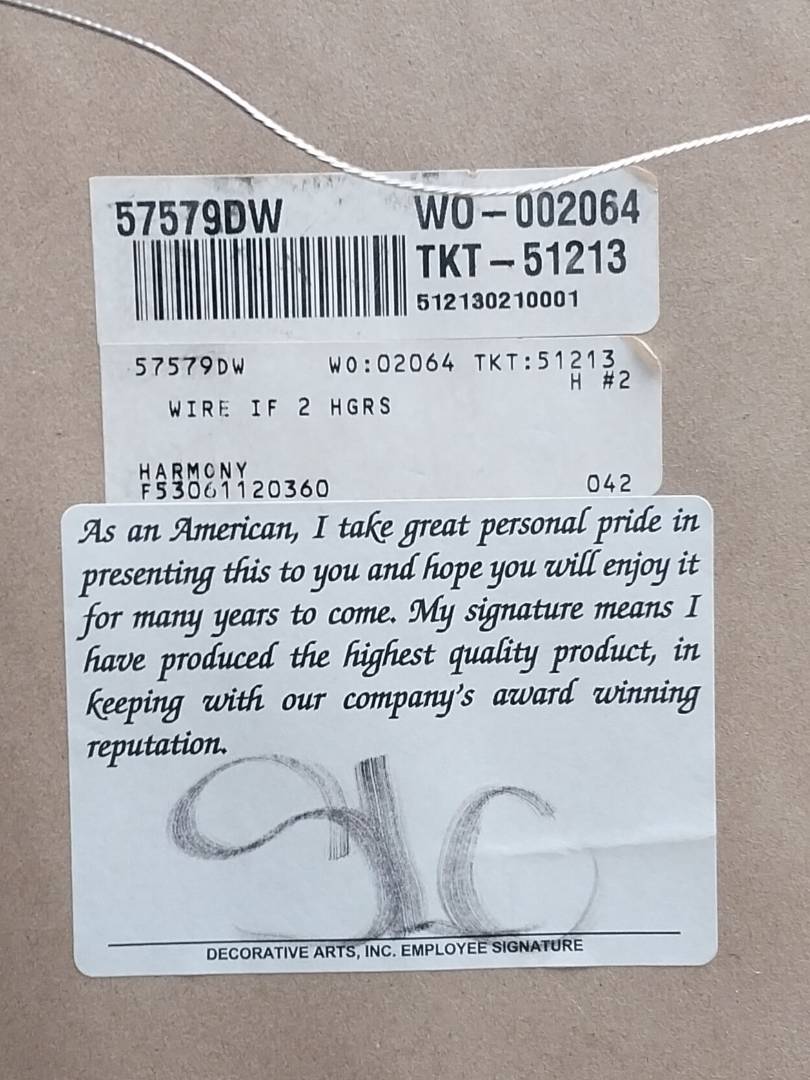 57579DW WO-002064
TKT-51213
512130210001
57579DW WO:02064 TKT:51213
H #2
WIRE IF 2 HGRS
HARMONY
F53061120360 042
As an American, I take great personal pride in
presenting this to you and hope you will enjoy it
for many years to come. My signature means I
have produced the highest quality product, in
keeping with our company's award winning
reputation.
DECORATIVE ARTS, INC. EMPLOYEE SIGNATURE